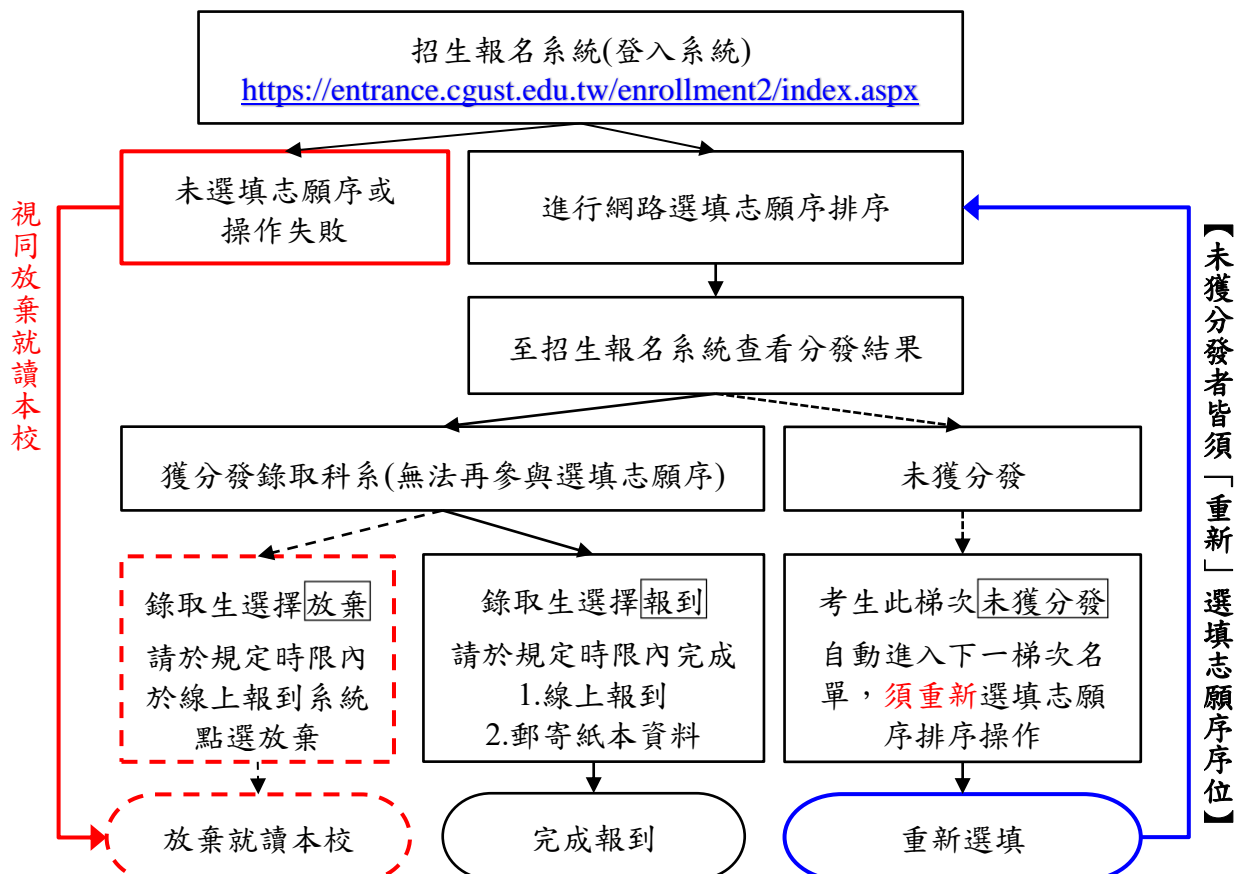 招生報名系統(登入系統)
https://entrance.cgust.edu.tw/enrollment2/index.aspx
未選填志願序或
操作失敗
進行網路選填志願序排序
視同放棄就讀本校
【未獲分發者皆須「重新」選填志願序序位】
至招生報名系統查看分發結果
獲分發錄取科系(無法再參與選填志願序)
未獲分發
錄取生選擇放棄
請於規定時限內
於線上報到系統
點選放棄
錄取生選擇報到
請於規定時限內完成
1.線上報到
2.郵寄紙本資料
考生此梯次未獲分發
自動進入下一梯次名
單，須重新選填志願
序排序操作
放棄就讀本校
完成報到
重新選填